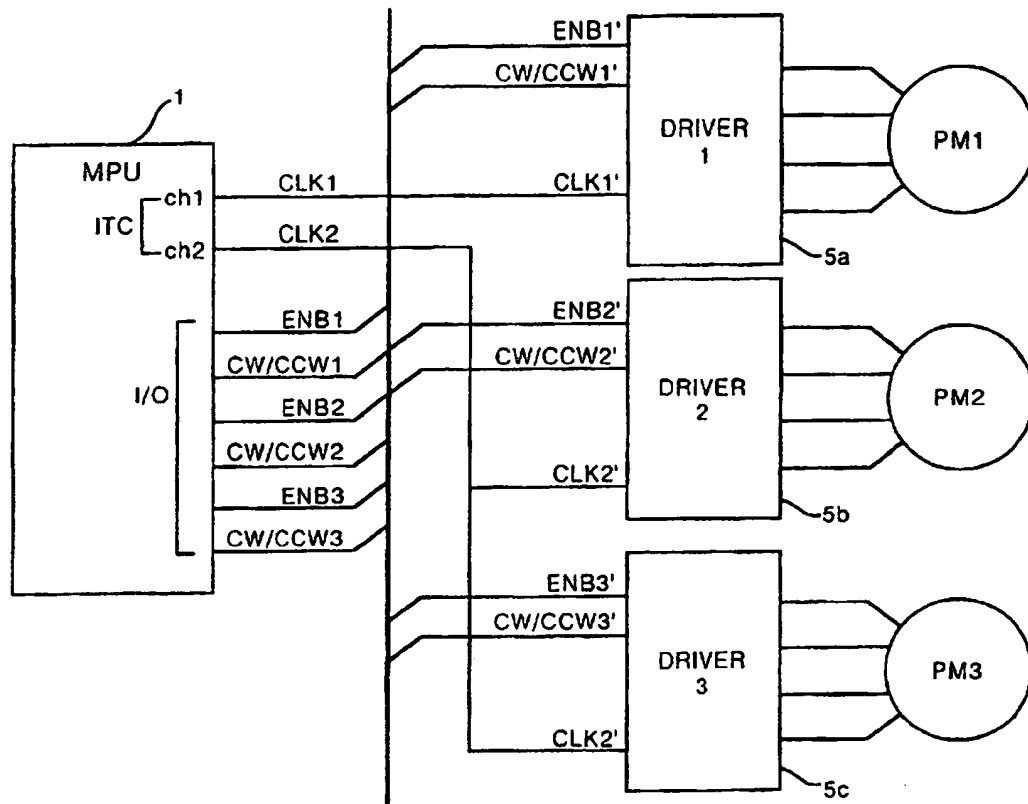 1
MPU
ITC
ch1
ch2
I/O
CLK1
CLK2
ENB1
CW/CCW1
ENB2
CW/CCW2
ENB3
CW/CCW3
ENB1'
CW/CCW1'
CLK1'
DRIVER
1
PM1
5a
ENB2'
CW/CCW2'
CLK2'
DRIVER
2
PM2
5b
ENB3'
CW/CCW3'
CLK2'
DRIVER
3
PM3
5c